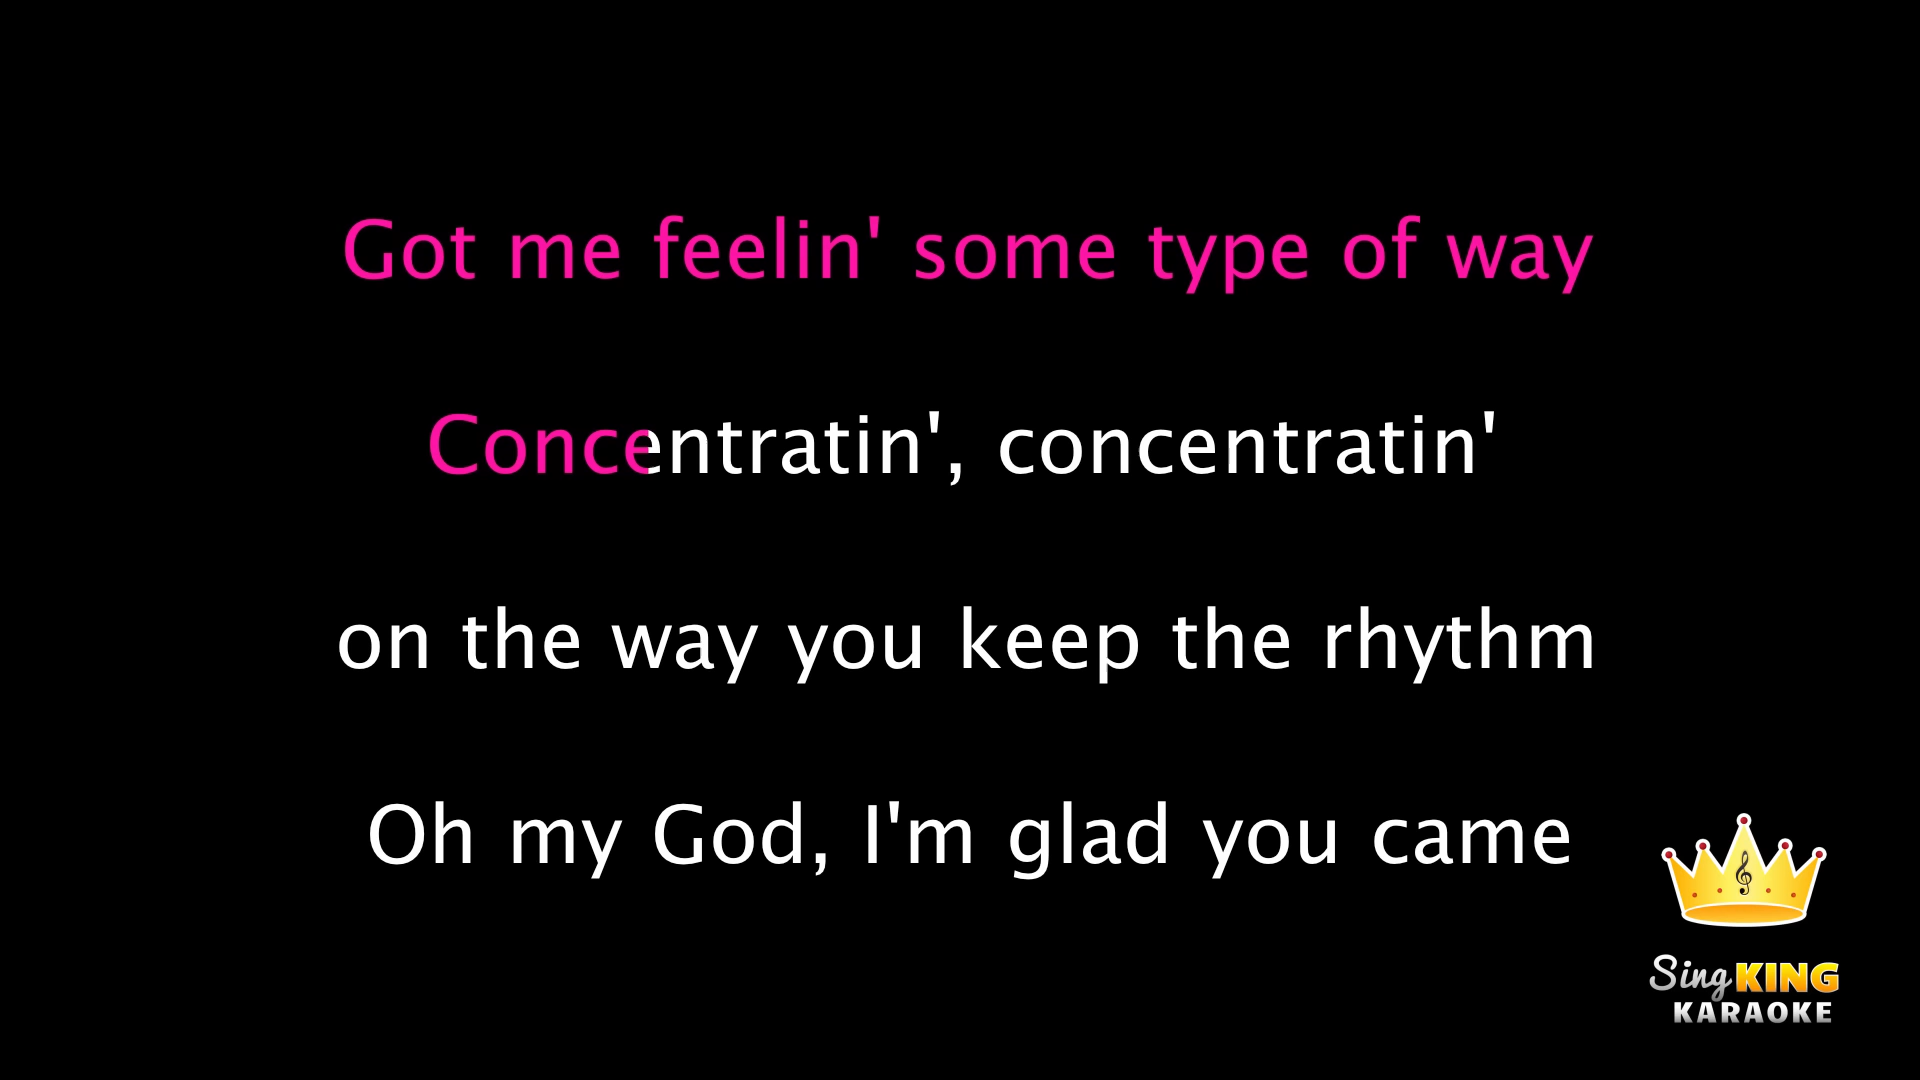 Got me feelin' some type of way
Concentratin', concentratin'
on the way you keep the rhythm
Oh my God, I'm glad you came
Sing KING
KARAOKE